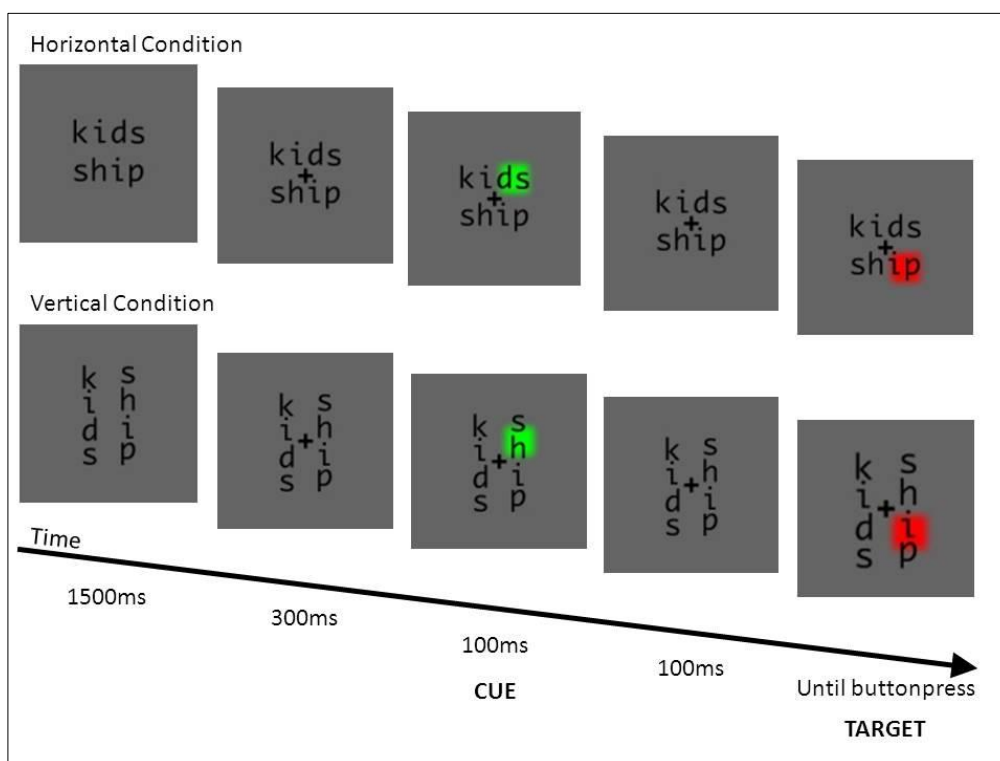 Horizontal Condition
kids
ship
kids
+
ship
kids
+
ship
kids
+
ship
kids
+
ship
Vertical Condition
k s
i h
d i
s p
k s
i + h
d i
s p
k s
i + h
d i
s p
k s
i + h
d i
s p
k s
i + h
d i
s p
Time
1500ms
300ms
100ms
CUE
100ms
Until buttonpress
TARGET